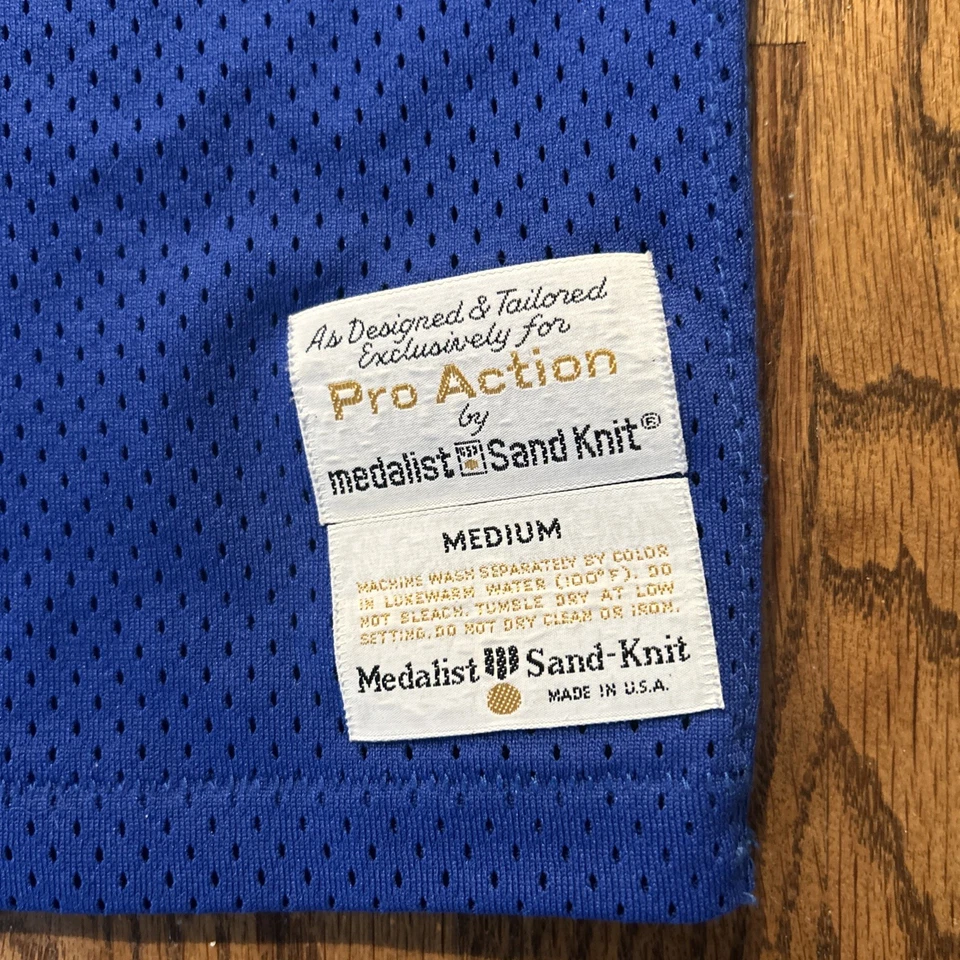 As Designed & Tailored
Exclusively for
Pro Action
by
medalist Sand Knit®
MEDIUM
MACHINE WASH SEPARATELY BY COLOR
IN LUKEWARM WATER (100°F). DO
NOT BLEACH. TUMBLE DRY AT LOW
SETTING. DO NOT DRY CLEAN OR IRON.
Medalist Sand-Knit
MADE IN U.S.A.